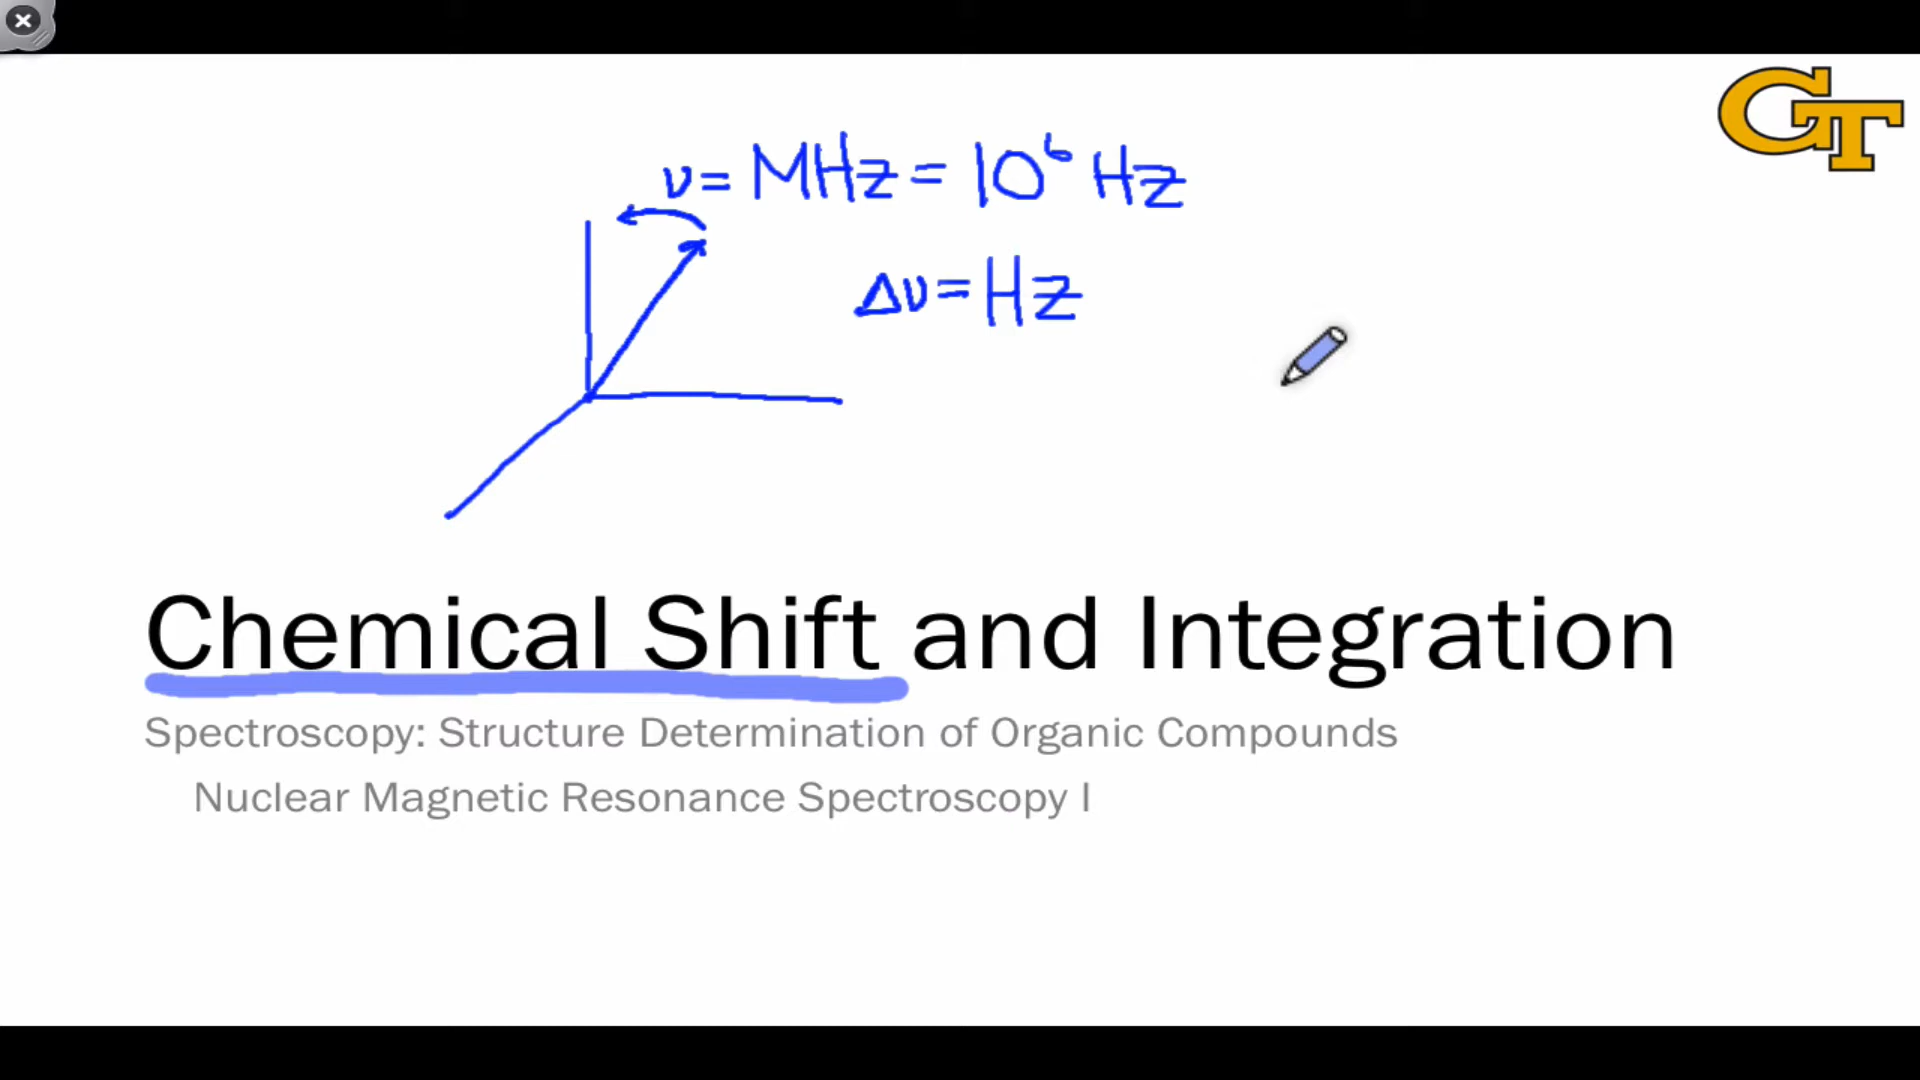 GT
ν = MHz = 10⁶ Hz
Δν = Hz
Chemical Shift and Integration
Spectroscopy: Structure Determination of Organic Compounds
Nuclear Magnetic Resonance Spectroscopy I